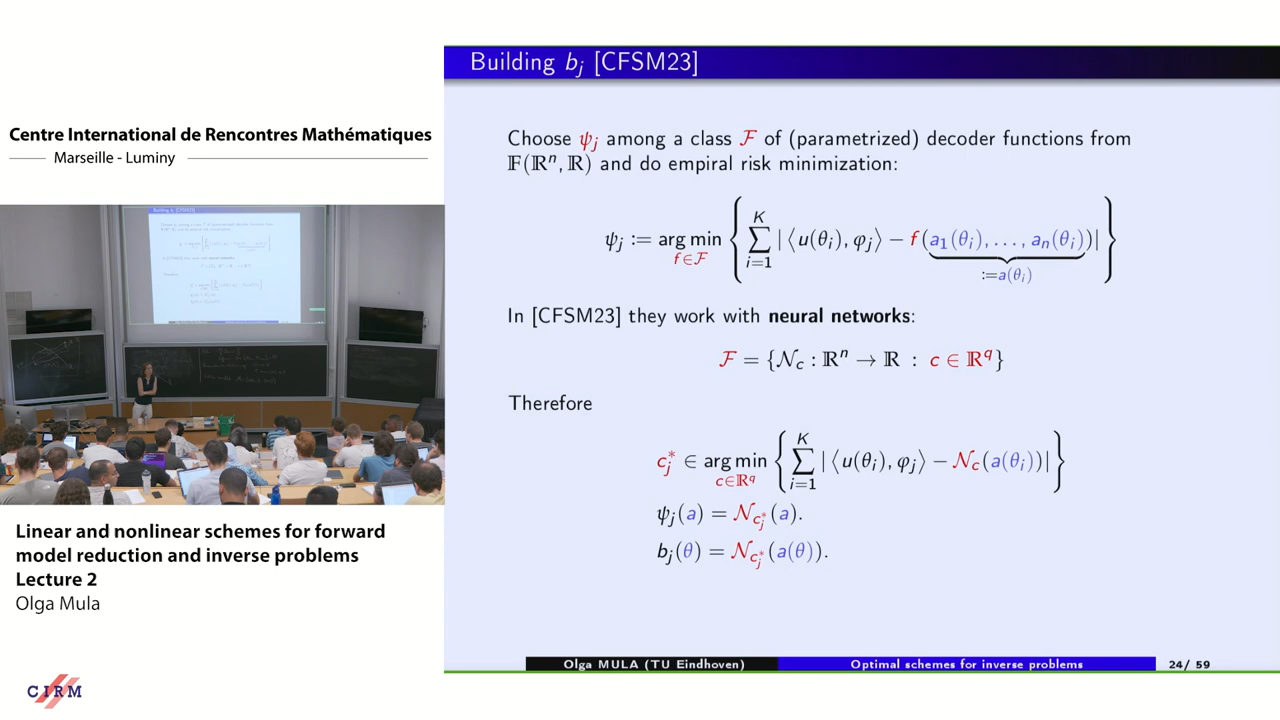 Centre International de Rencontres Mathématiques
Marseille - Luminy
Linear and nonlinear schemes for forward
model reduction and inverse problems
Lecture 2
Olga Mula
CIRM
Building b_j [CFSM23]
Choose ψ_j among a class ℱ of (parametrized) decoder functions from
𝔽(ℝⁿ, ℝ) and do empiral risk minimization:
ψ_j := arg min_{f∈ℱ} { ∑_{i=1}^{K} | ⟨u(θ_i), φ_j⟩ − f(a_1(θ_i), …, a_n(θ_i))| }
:=a(θ_i)
In [CFSM23] they work with neural networks:
ℱ = {𝒩_c : ℝⁿ → ℝ : c ∈ ℝ^q}
Therefore
c_j^* ∈ arg min_{c∈ℝ^q} { ∑_{i=1}^{K} | ⟨u(θ_i), φ_j⟩ − 𝒩_c(a(θ_i))| }
ψ_j(a) = 𝒩_{c_j^*}(a).
b_j(θ) = 𝒩_{c_j^*}(a(θ)).
Olga MULA (TU Eindhoven) Optimal schemes for inverse problems 24/ 59